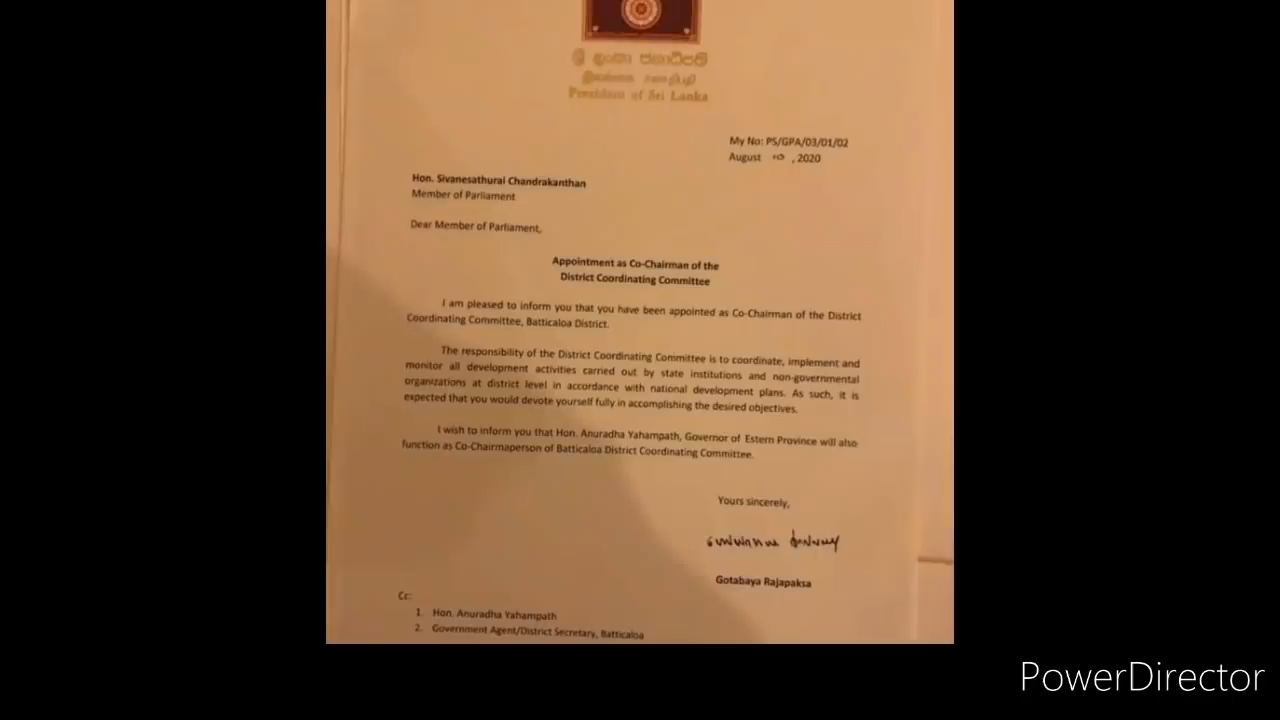 ශ්‍රී ලංකා ජනාධිපති
President of Sri Lanka
My No: PS/GPA/03/01/02
August 10, 2020
Hon. Sivanesathurai Chandrakanthan
Member of Parliament
Dear Member of Parliament,
Appointment as Co-Chairman of the
District Coordinating Committee
I am pleased to inform you that you have been appointed as Co-Chairman of the District
Coordinating Committee, Batticaloa District.
The responsibility of the District Coordinating Committee is to coordinate, implement and
monitor all development activities carried out by state institutions and non-governmental
organizations at district level in accordance with national development plans. As such, it is
expected that you would devote yourself fully in accomplishing the desired objectives.
I wish to inform you that Hon. Anuradha Yahampath, Governor of Estern Province will also
function as Co-Chairmaperson of Batticaloa District Coordinating Committee.
Yours sincerely,
Gotabaya Rajapaksa
Cc:
1. Hon. Anuradha Yahampath
2. Government Agent/District Secretary, Batticaloa
PowerDirector